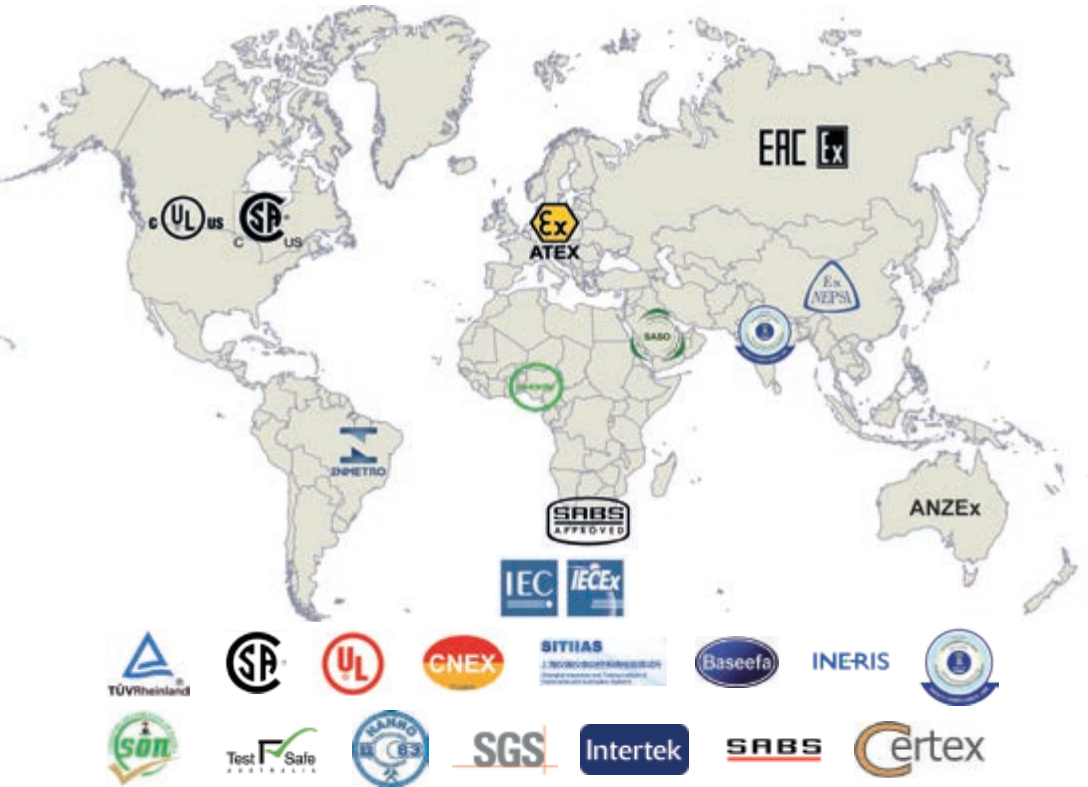 EAC Ex
c UL US
SA
C US
Ex
ATEX
Ex
NEPSI
SASO
INMETRO
SABS
APPROVED
ANZEx
IEC IECEx
TÜVRheinland
SA
UL
CNEX
SITIIAS
Baseefa
INERIS
son
Test Safe
AUSTRALIA
НАНИО
SGS
Intertek
SABS
Certex